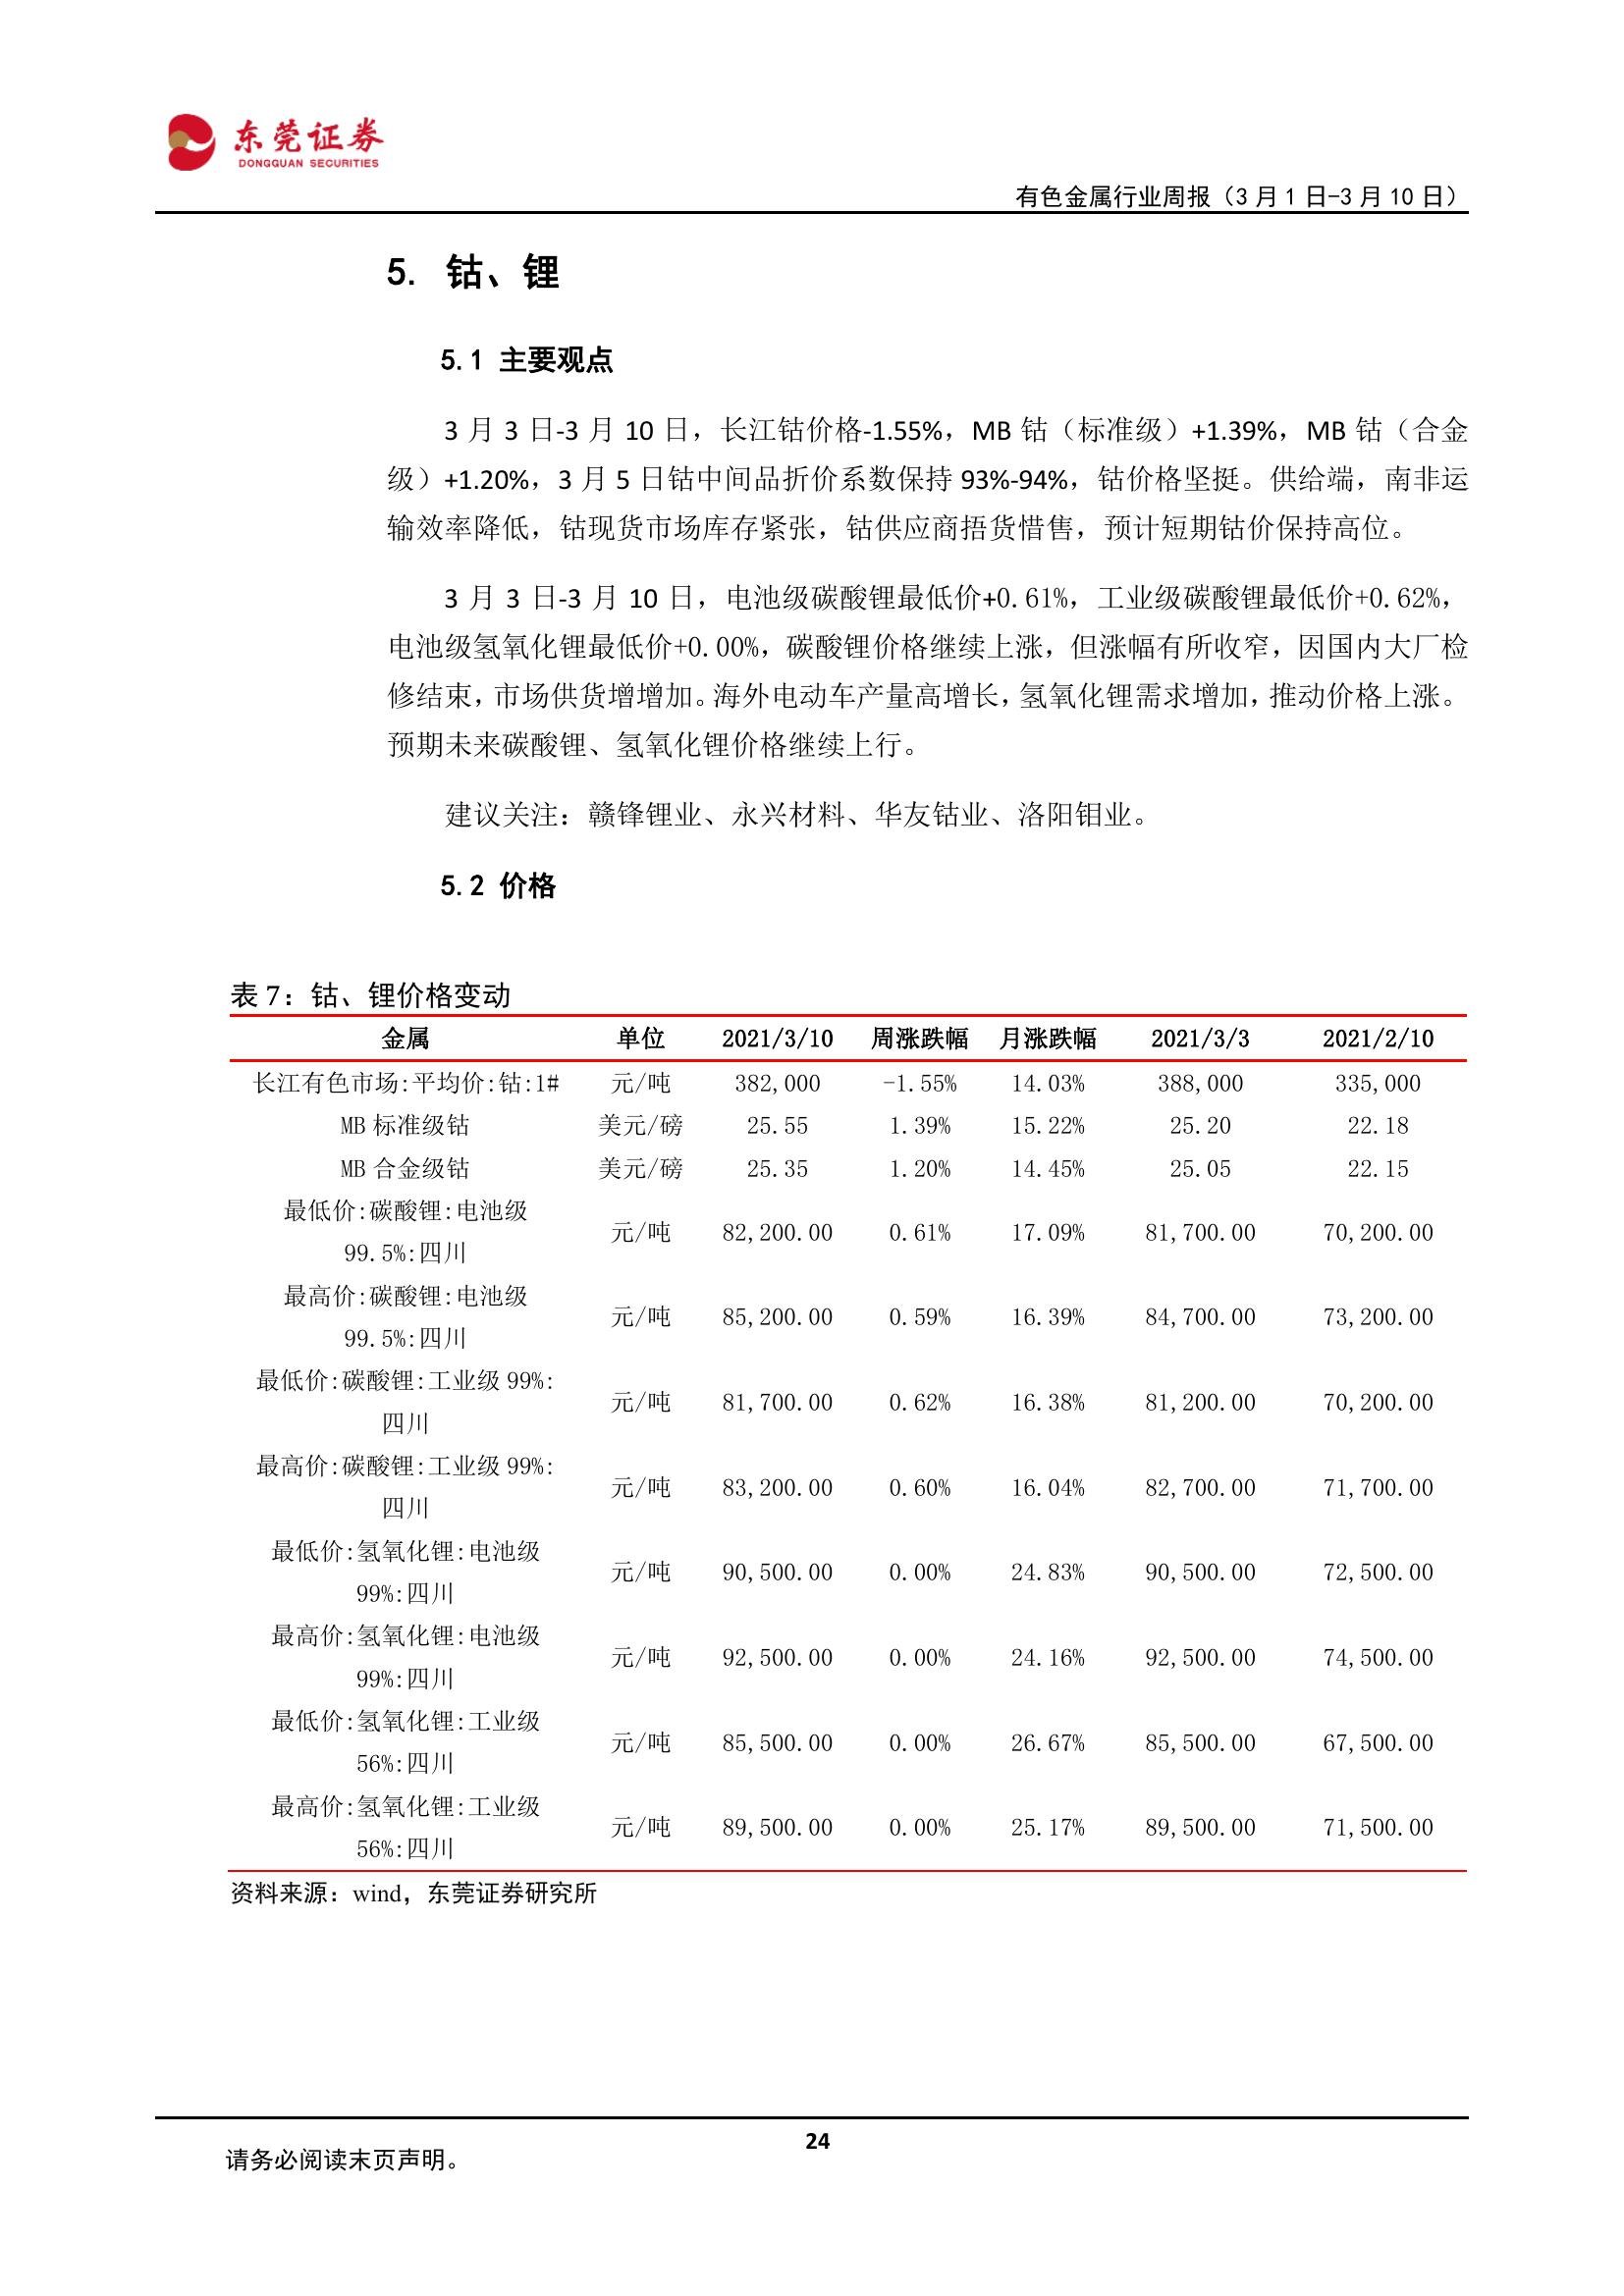 东莞证券
DONGGUAN SECURITIES
有色金属行业周报（3月1日-3月10日）
5. 钴、锂
5.1 主要观点
3月3日-3月10日，长江钴价格-1.55%，MB钴（标准级）+1.39%，MB钴（合金
级）+1.20%，3月5日钴中间品折价系数保持93%-94%，钴价格坚挺。供给端，南非运
输效率降低，钴现货市场库存紧张，钴供应商捂货惜售，预计短期钴价保持高位。
3月3日-3月10日，电池级碳酸锂最低价+0.61%，工业级碳酸锂最低价+0.62%，
电池级氢氧化锂最低价+0.00%，碳酸锂价格继续上涨，但涨幅有所收窄，因国内大厂检
修结束，市场供货增增加。海外电动车产量高增长，氢氧化锂需求增加，推动价格上涨。
预期未来碳酸锂、氢氧化锂价格继续上行。
建议关注：赣锋锂业、永兴材料、华友钴业、洛阳钼业。
5.2 价格
表7：钴、锂价格变动
金属 单位 2021/3/10 周涨跌幅 月涨跌幅 2021/3/3 2021/2/10
长江有色市场:平均价:钴:1# 元/吨 382,000 -1.55% 14.03% 388,000 335,000
MB标准级钴 美元/磅 25.55 1.39% 15.22% 25.20 22.18
MB合金级钴 美元/磅 25.35 1.20% 14.45% 25.05 22.15
最低价:碳酸锂:电池级
99.5%:四川 元/吨 82,200.00 0.61% 17.09% 81,700.00 70,200.00
最高价:碳酸锂:电池级
99.5%:四川 元/吨 85,200.00 0.59% 16.39% 84,700.00 73,200.00
最低价:碳酸锂:工业级99%:
四川 元/吨 81,700.00 0.62% 16.38% 81,200.00 70,200.00
最高价:碳酸锂:工业级99%:
四川 元/吨 83,200.00 0.60% 16.04% 82,700.00 71,700.00
最低价:氢氧化锂:电池级
99%:四川 元/吨 90,500.00 0.00% 24.83% 90,500.00 72,500.00
最高价:氢氧化锂:电池级
99%:四川 元/吨 92,500.00 0.00% 24.16% 92,500.00 74,500.00
最低价:氢氧化锂:工业级
56%:四川 元/吨 85,500.00 0.00% 26.67% 85,500.00 67,500.00
最高价:氢氧化锂:工业级
56%:四川 元/吨 89,500.00 0.00% 25.17% 89,500.00 71,500.00
资料来源：wind，东莞证券研究所
24
请务必阅读末页声明。